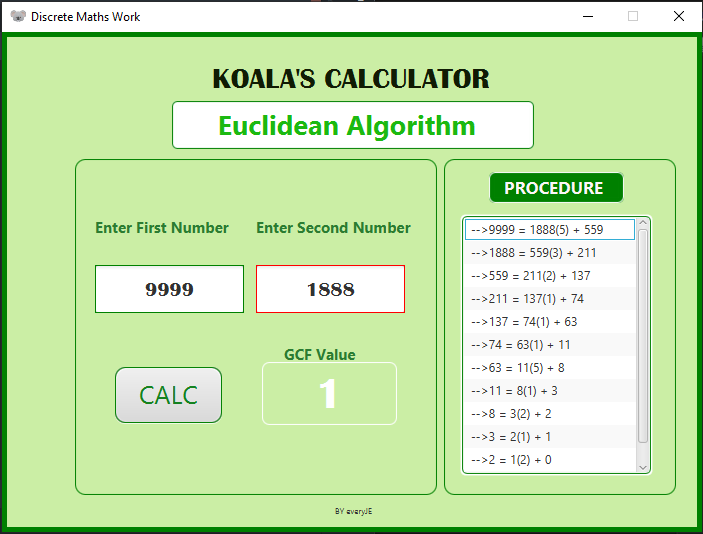 Discrete Maths Work
KOALA'S CALCULATOR
Euclidean Algorithm
Enter First Number
Enter Second Number
9999
1888
GCF Value
CALC
1
PROCEDURE
-->9999 = 1888(5) + 559
-->1888 = 559(3) + 211
-->559 = 211(2) + 137
-->211 = 137(1) + 74
-->137 = 74(1) + 63
-->74 = 63(1) + 11
-->63 = 11(5) + 8
-->11 = 8(1) + 3
-->8 = 3(2) + 2
-->3 = 2(1) + 1
-->2 = 1(2) + 0
BY everyJE